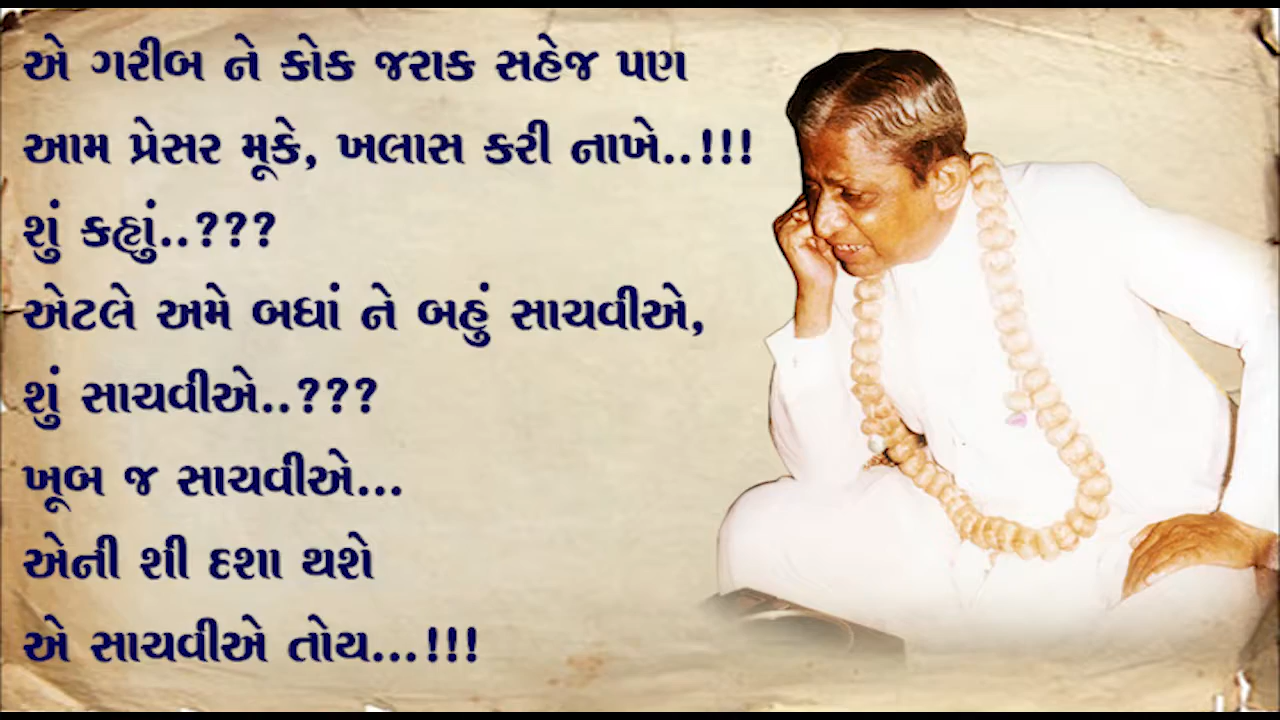 એ ગરીબ ને કોક જરાક સહેજ પણ
આમ પ્રેસર મૂકે, ખલાસ કરી નાખે..!!!
શું કહ્યું..???
એટલે અમે બધાં ને બહું સાચવીએ,
શું સાચવીએ..???
ખૂબ જ સાચવીએ...
એની શી દશા થશે
એ સાચવીએ તોય...!!!